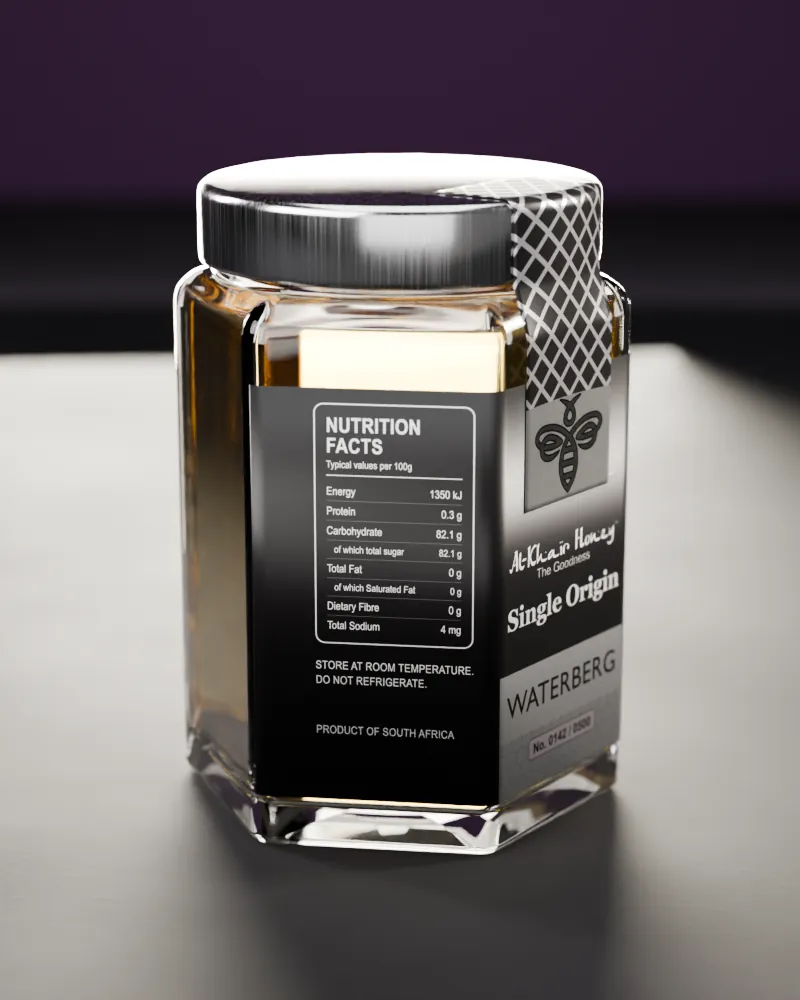 NUTRITION
FACTS
Typical values per 100g
Energy 1350 kJ
Protein 0.3 g
Carbohydrate 82.1 g
of which total sugar 82.1 g
Total Fat 0 g
of which Saturated Fat 0 g
Dietary Fibre 0 g
Total Sodium 4 mg
STORE AT ROOM TEMPERATURE.
DO NOT REFRIGERATE.
PRODUCT OF SOUTH AFRICA
Al-Khair Honey
The Goodness
Single Origin
WATERBERG
No. 0142 / 0500